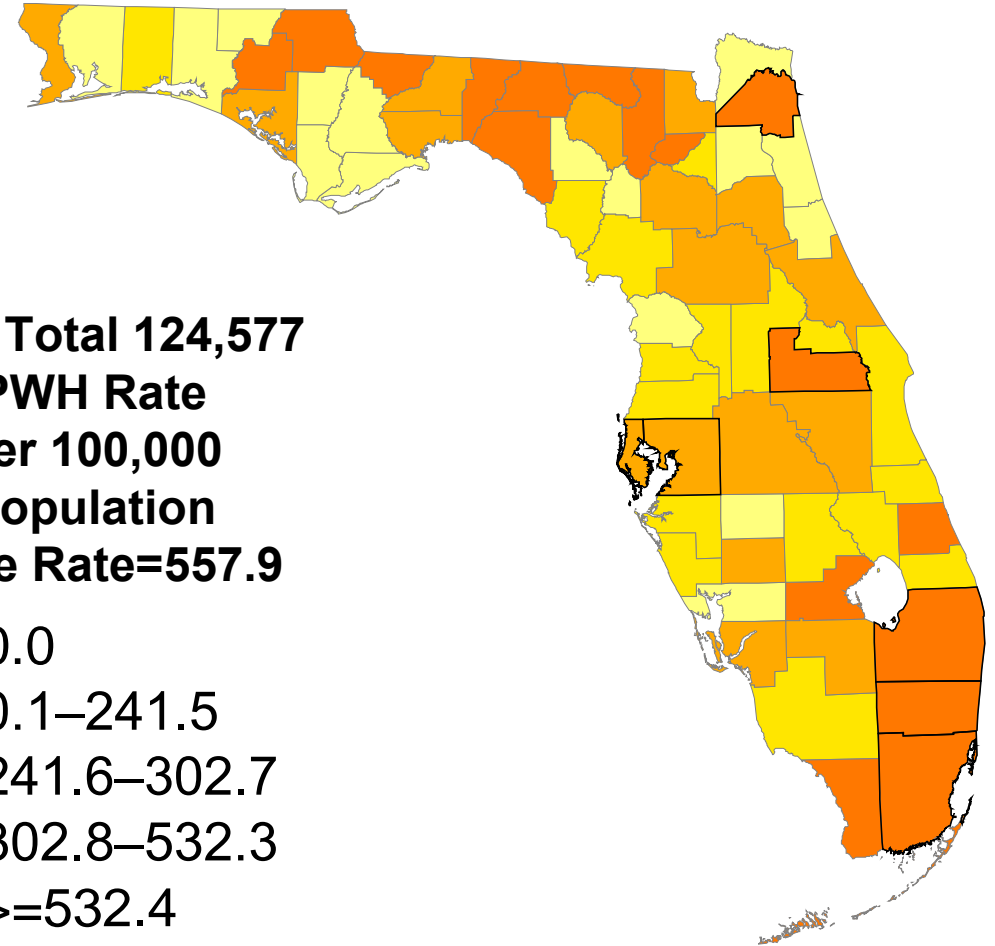 Total 124,577
PWH Rate
er 100,000
opulation
e Rate=557.9
0.0
0.1–241.5
241.6–302.7
302.8–532.3
>=532.4